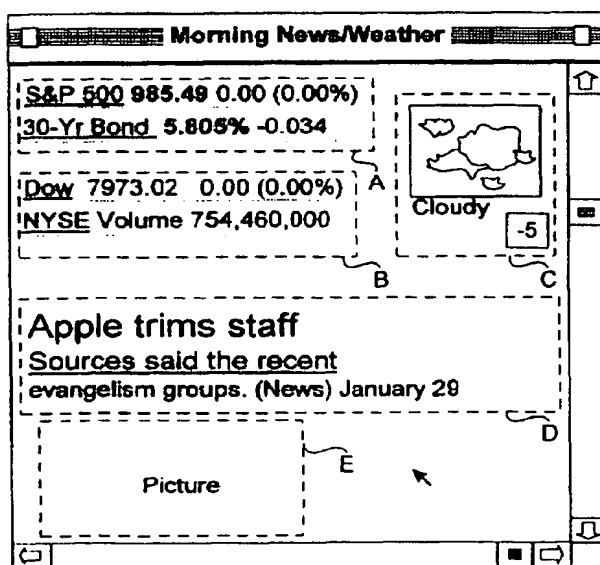 Morning News/Weather
S&P 500 985.49 0.00 (0.00%)
30-Yr Bond 5.805% -0.034
A
Dow 7973.02 0.00 (0.00%)
NYSE Volume 754,460,000
B
Cloudy
-5
C
Apple trims staff
Sources said the recent
evangelism groups. (News) January 29
D
Picture
E